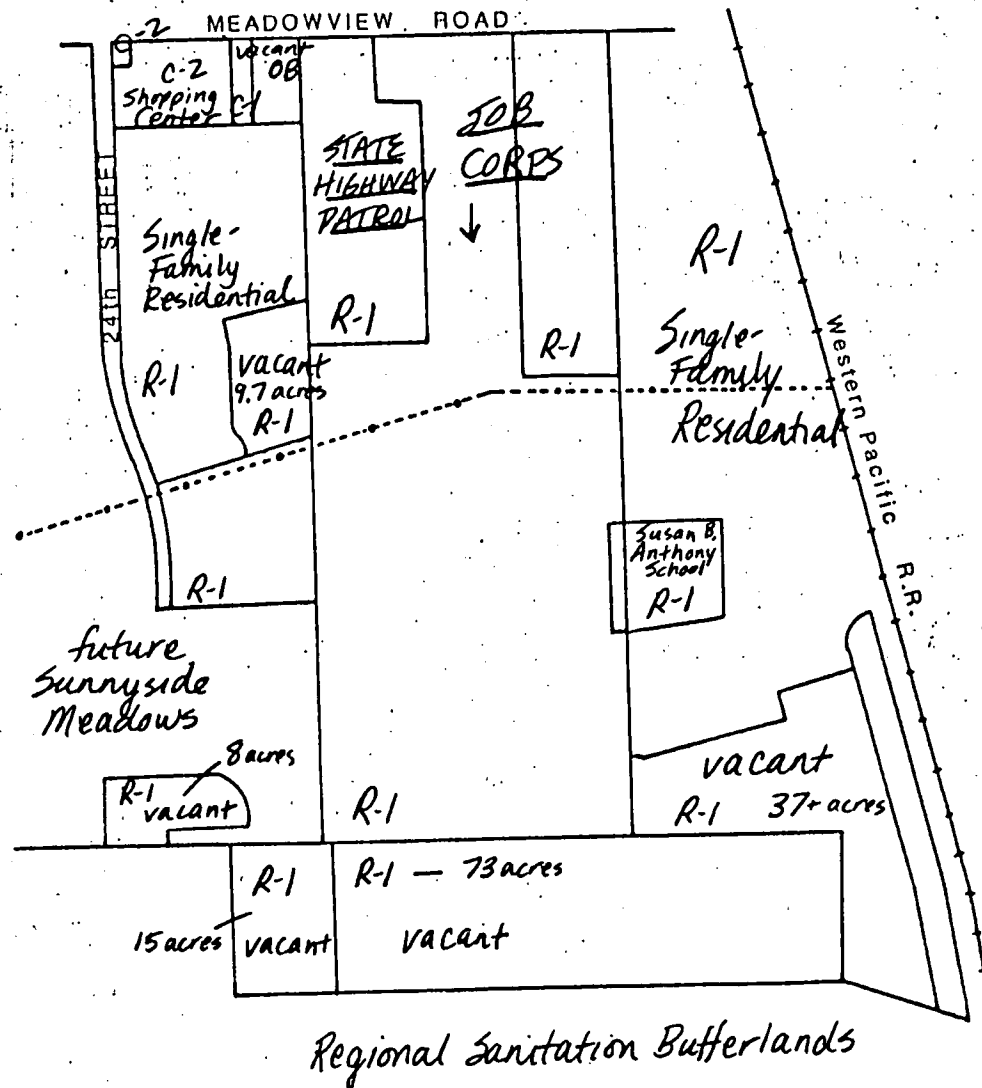 MEADOWVIEW ROAD
C-2
C-2
Shopping
Center
C-1
vacant
OB
STATE
HIGHWAY
PATROL
R-1
JOB
CORPS
R-1
24th STREET
Single-
Family
Residential
R-1
vacant
9.7 acres
R-1
R-1
Single-
Family
Residential
Western Pacific R.R.
R-1
Susan B.
Anthony
School
R-1
future
Sunnyside
Meadows
8 acres
R-1
vacant
R-1
vacant
R-1 37+ acres
R-1
15 acres vacant
R-1 — 73 acres
vacant
Regional Sanitation Bufferlands